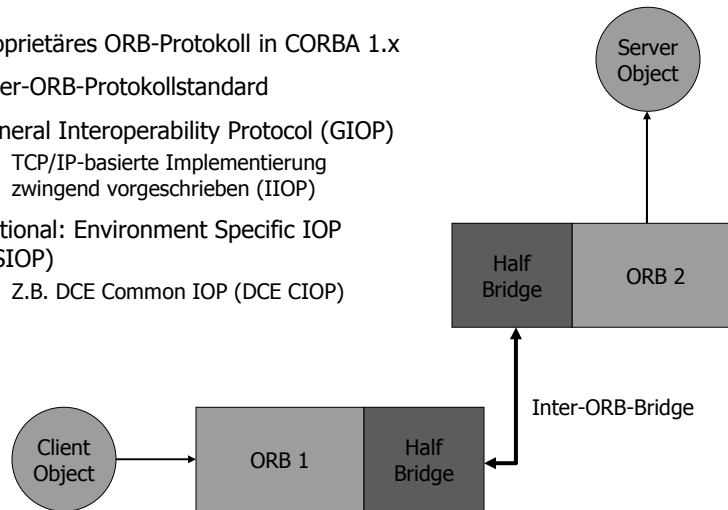 oprietäres ORB-Protokoll in CORBA 1.x
er-ORB-Protokollstandard
neral Interoperability Protocol (GIOP)
TCP/IP-basierte Implementierung
zwingend vorgeschrieben (IIOP)
tional: Environment Specific IOP
SIOP)
Z.B. DCE Common IOP (DCE CIOP)
Server
Object
Half
Bridge
ORB 2
Inter-ORB-Bridge
Client
Object
ORB 1
Half
Bridge